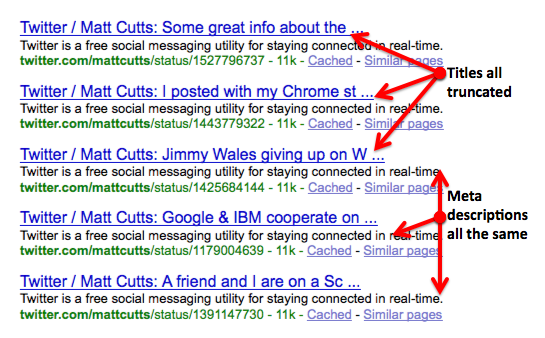 Twitter / Matt Cutts: Some great info about the ...
Twitter is a free social messaging utility for staying connected in real-time.
twitter.com/mattcutts/status/1527796737 - 11k - Cached - Similar pages
Twitter / Matt Cutts: I posted with my Chrome st ...
Twitter is a free social messaging utility for staying connected in real-time.
twitter.com/mattcutts/status/1443779322 - 11k - Cached - Similar pages
Twitter / Matt Cutts: Jimmy Wales giving up on W ...
Twitter is a free social messaging utility for staying connected in real-time.
twitter.com/mattcutts/status/1425684144 - 11k - Cached - Similar pages
Twitter / Matt Cutts: Google & IBM cooperate on ...
Twitter is a free social messaging utility for staying connected in real-time.
twitter.com/mattcutts/status/1179004639 - 11k - Cached - Similar pages
Twitter / Matt Cutts: A friend and I are on a Sc ...
Twitter is a free social messaging utility for staying connected in real-time.
twitter.com/mattcutts/status/1391147730 - 11k - Cached - Similar pages
Titles all
truncated
Meta
descriptions
all the same